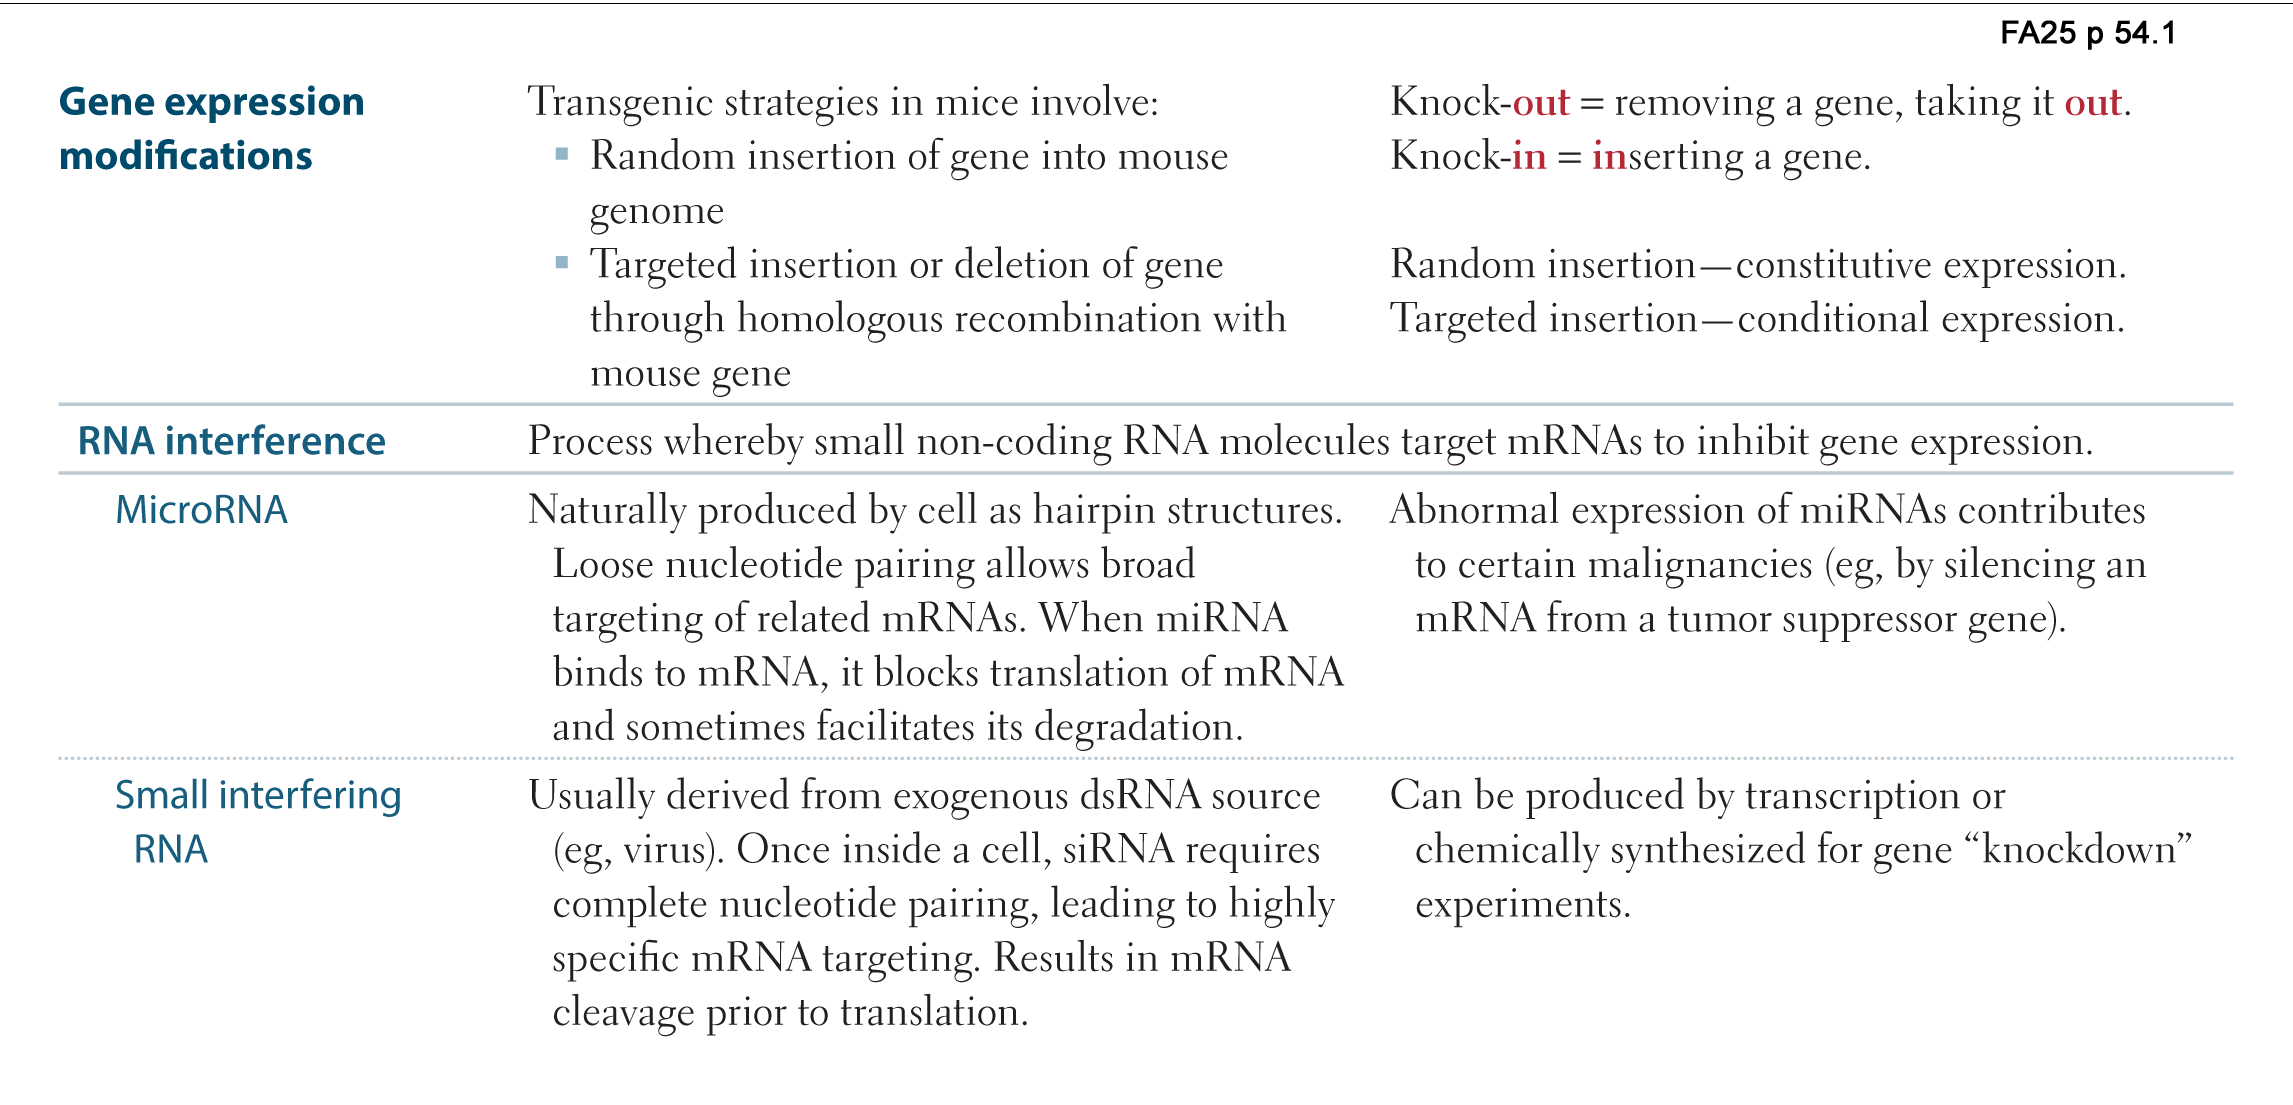 FA25 p 54.1
Gene expression
modifications
Transgenic strategies in mice involve:
▪ Random insertion of gene into mouse
genome
▪ Targeted insertion or deletion of gene
through homologous recombination with
mouse gene
Knock-out = removing a gene, taking it out.
Knock-in = inserting a gene.
Random insertion—constitutive expression.
Targeted insertion—conditional expression.
RNA interference
Process whereby small non-coding RNA molecules target mRNAs to inhibit gene expression.
MicroRNA
Naturally produced by cell as hairpin structures.
Loose nucleotide pairing allows broad
targeting of related mRNAs. When miRNA
binds to mRNA, it blocks translation of mRNA
and sometimes facilitates its degradation.
Abnormal expression of miRNAs contributes
to certain malignancies (eg, by silencing an
mRNA from a tumor suppressor gene).
Small interfering
RNA
Usually derived from exogenous dsRNA source
(eg, virus). Once inside a cell, siRNA requires
complete nucleotide pairing, leading to highly
specific mRNA targeting. Results in mRNA
cleavage prior to translation.
Can be produced by transcription or
chemically synthesized for gene “knockdown”
experiments.